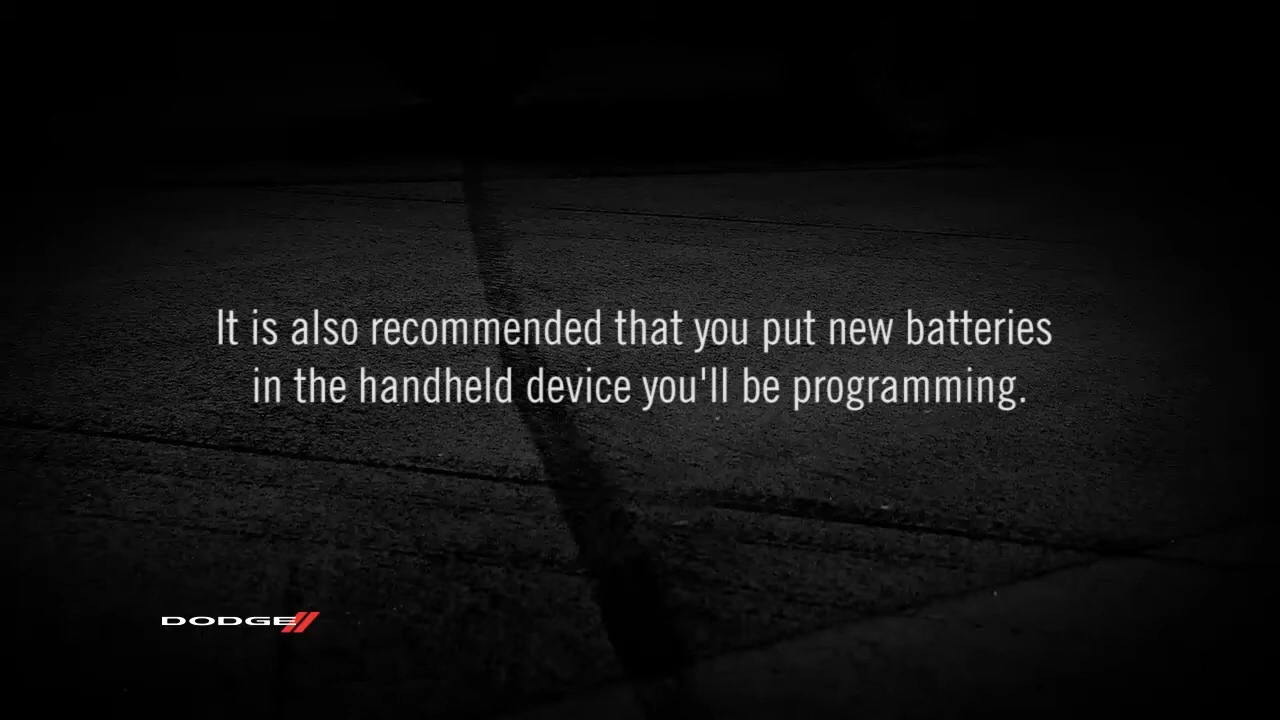 It is also recommended that you put new batteries
in the handheld device you'll be programming.
DODGE